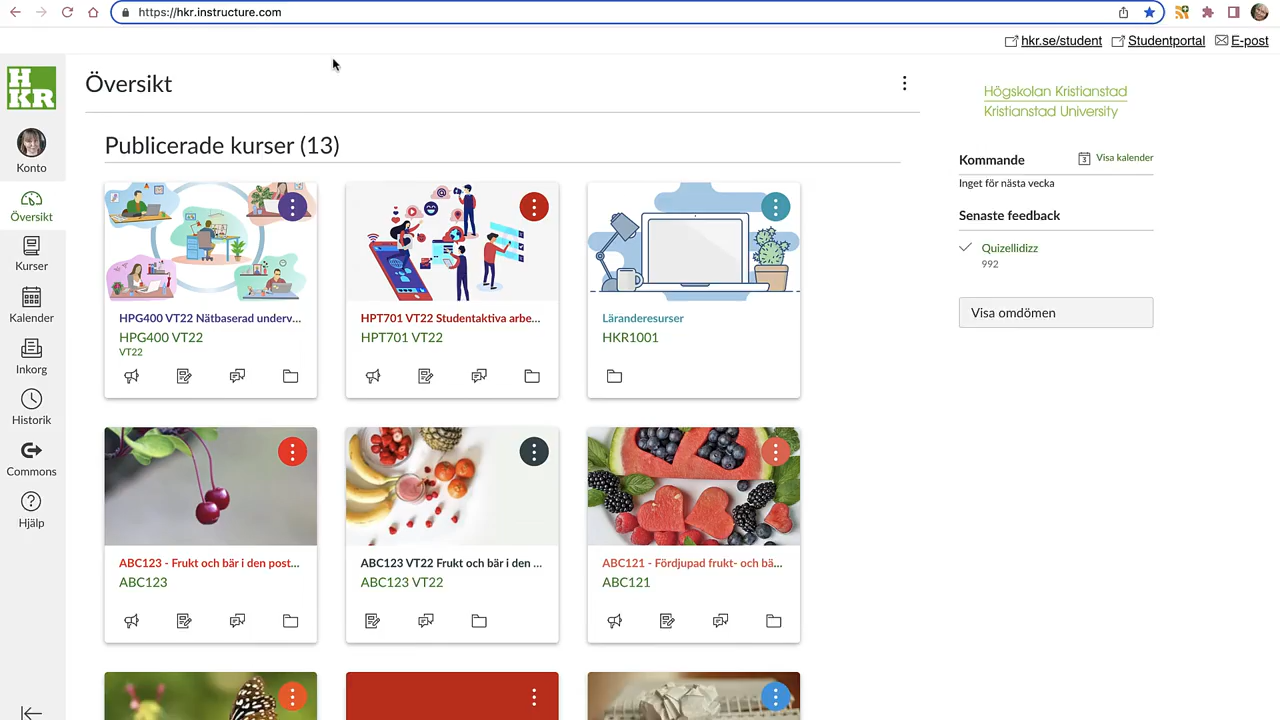 https://hkr.instructure.com
hkr.se/student
Studentportal
E-post
HKR
Konto
Översikt
Kurser
Kalender
Inkorg
Historik
Commons
Hjälp
Översikt
Publicerade kurser (13)
HPG400 VT22 Nätbaserad underv...
HPG400 VT22
VT22
HPT701 VT22 Studentaktiva arbe...
HPT701 VT22
Läranderesurser
HKR1001
ABC123 - Frukt och bär i den post...
ABC123
ABC123 VT22 Frukt och bär i den ...
ABC123 VT22
ABC121 - Fördjupad frukt- och bä...
ABC121
Högskolan Kristianstad
Kristianstad University
Kommande
3
Visa kalender
Inget för nästa vecka
Senaste feedback
Quizellidizz
992
Visa omdömen